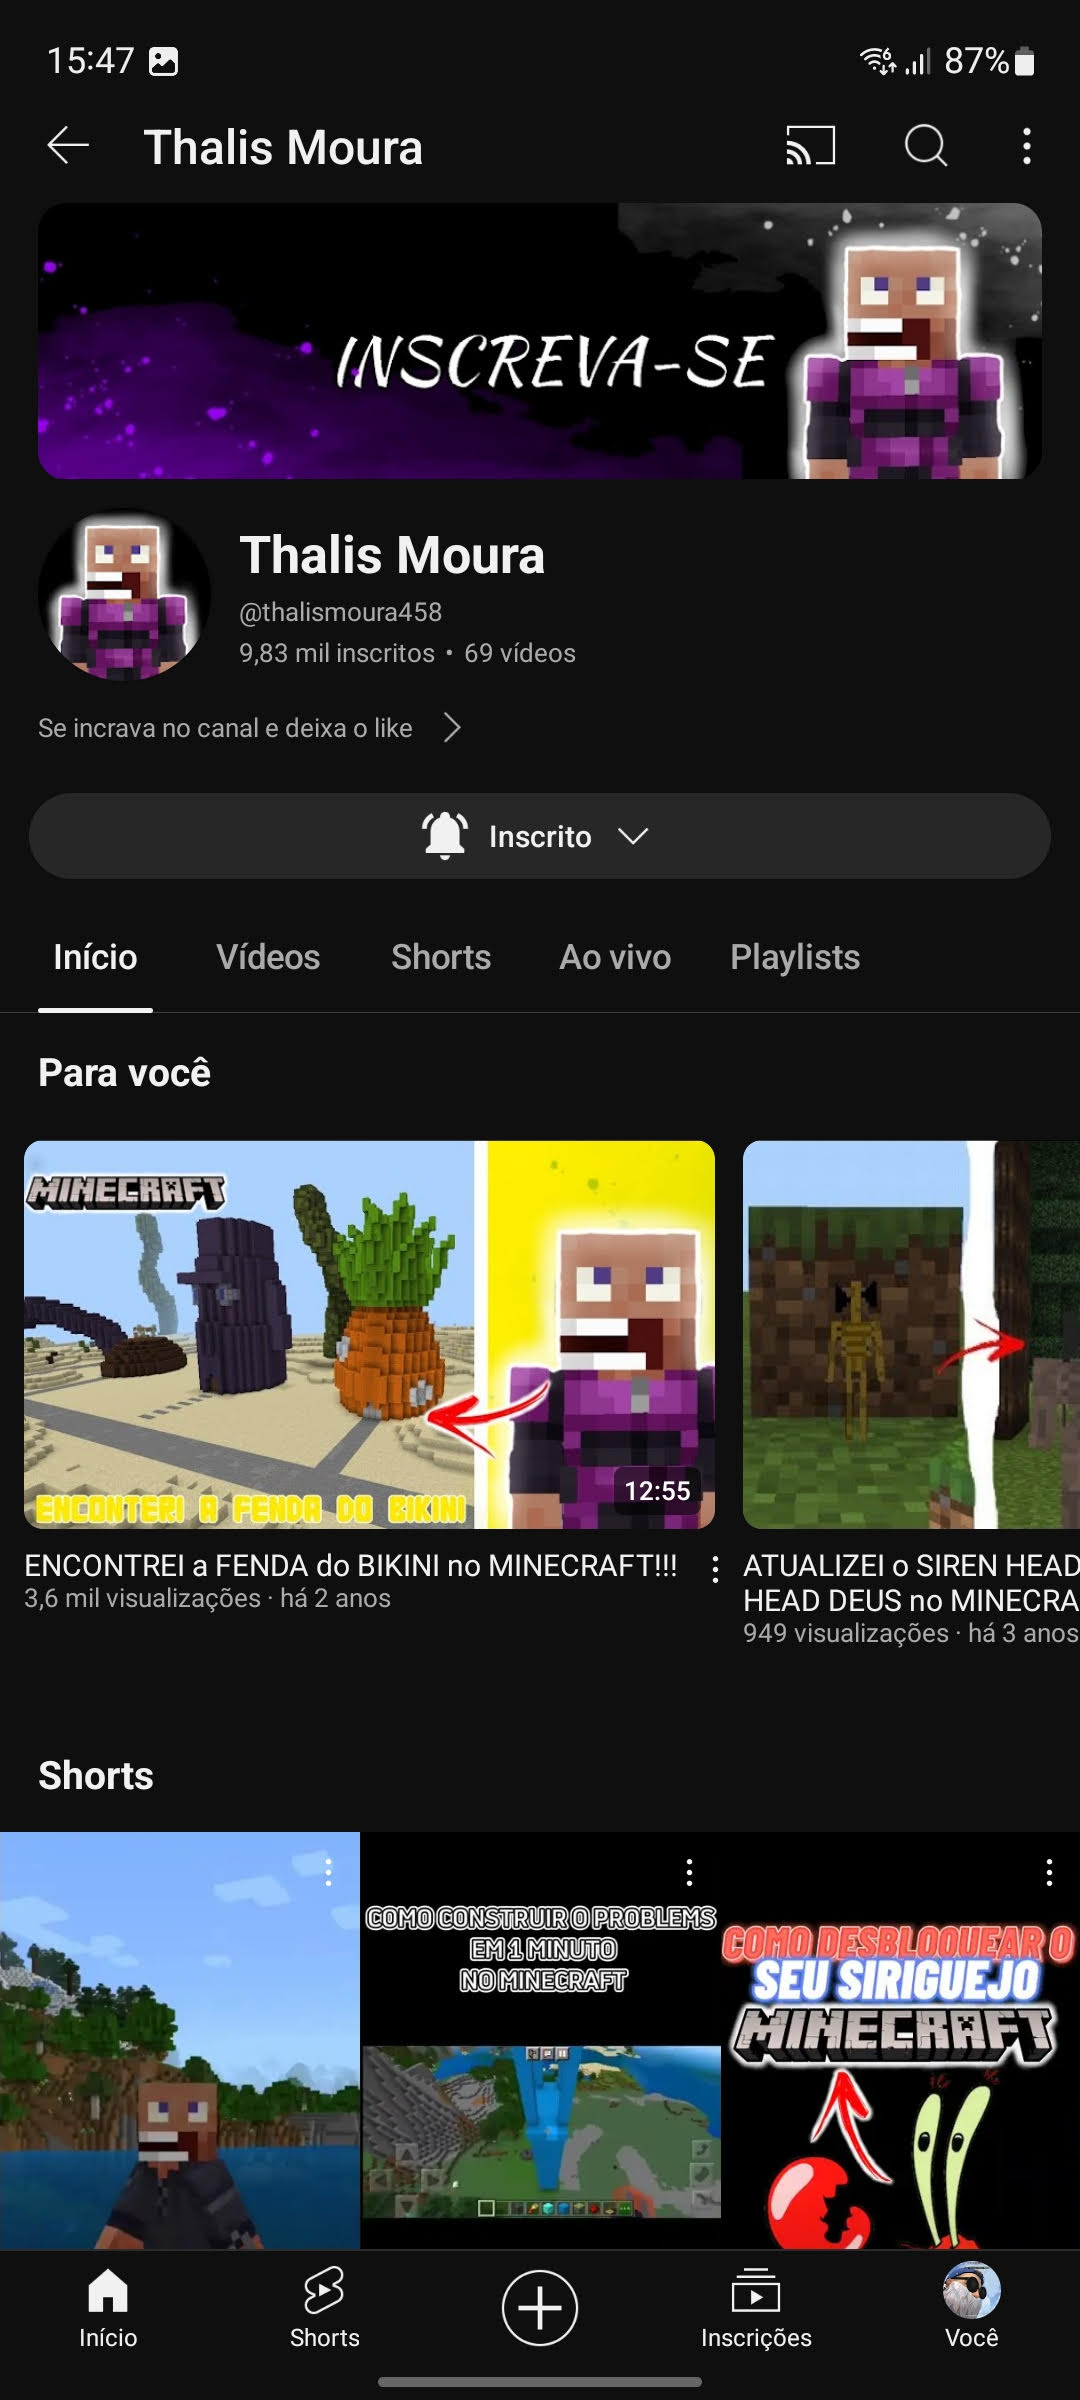 15:47
87%
Thalis Moura
INSCREVA-SE
Thalis Moura
@thalismoura458
9,83 mil inscritos • 69 vídeos
Se incrava no canal e deixa o like
Inscrito
Início Vídeos Shorts Ao vivo Playlists
Para você
MINECRAFT
ENCONTERI A FENDA DO BIKINI
12:55
ENCONTREI a FENDA do BIKINI no MINECRAFT!!!
3,6 mil visualizações · há 2 anos
ATUALIZEI o SIREN HEAD
HEAD DEUS no MINECRA
949 visualizações · há 3 anos
Shorts
COMO CONSTRUIR O PROBLEMS
EM 1 MINUTO
NO MINECRAFT
COMO DESBLOQUEAR O
SEU SIRIGUEJO
MINECRAFT
Início Shorts Inscrições Você